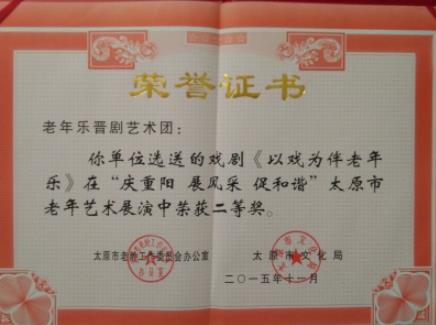 荣誉证书
老年乐晋剧艺术团：
你单位选送的戏剧《以戏为伴老年
乐》在“庆重阳 展风采 促和谐”太原市
老年艺术展演中荣获二等奖。
太原市老龄工作委员会办公室 太原市文化局
二〇一五年十一月